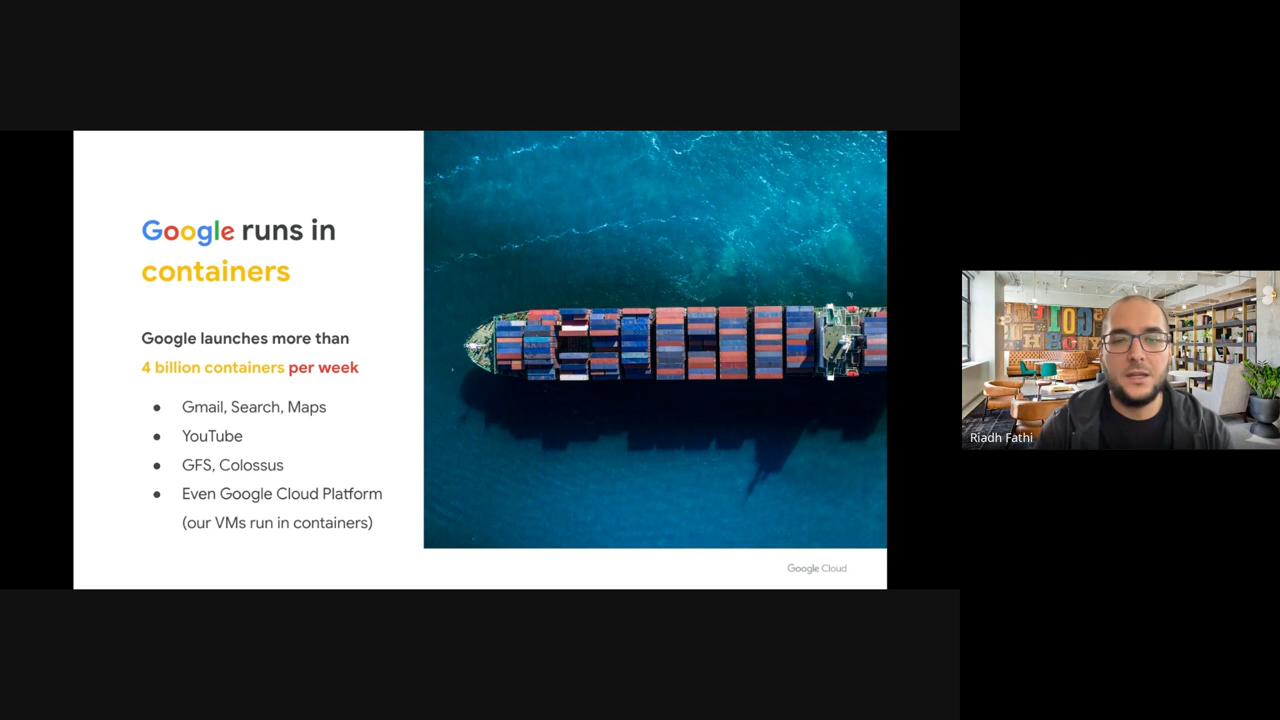 Google runs in
containers
Google launches more than
4 billion containers per week
● Gmail, Search, Maps
● YouTube
● GFS, Colossus
● Even Google Cloud Platform
(our VMs run in containers)
Google Cloud
Riadh Fathi